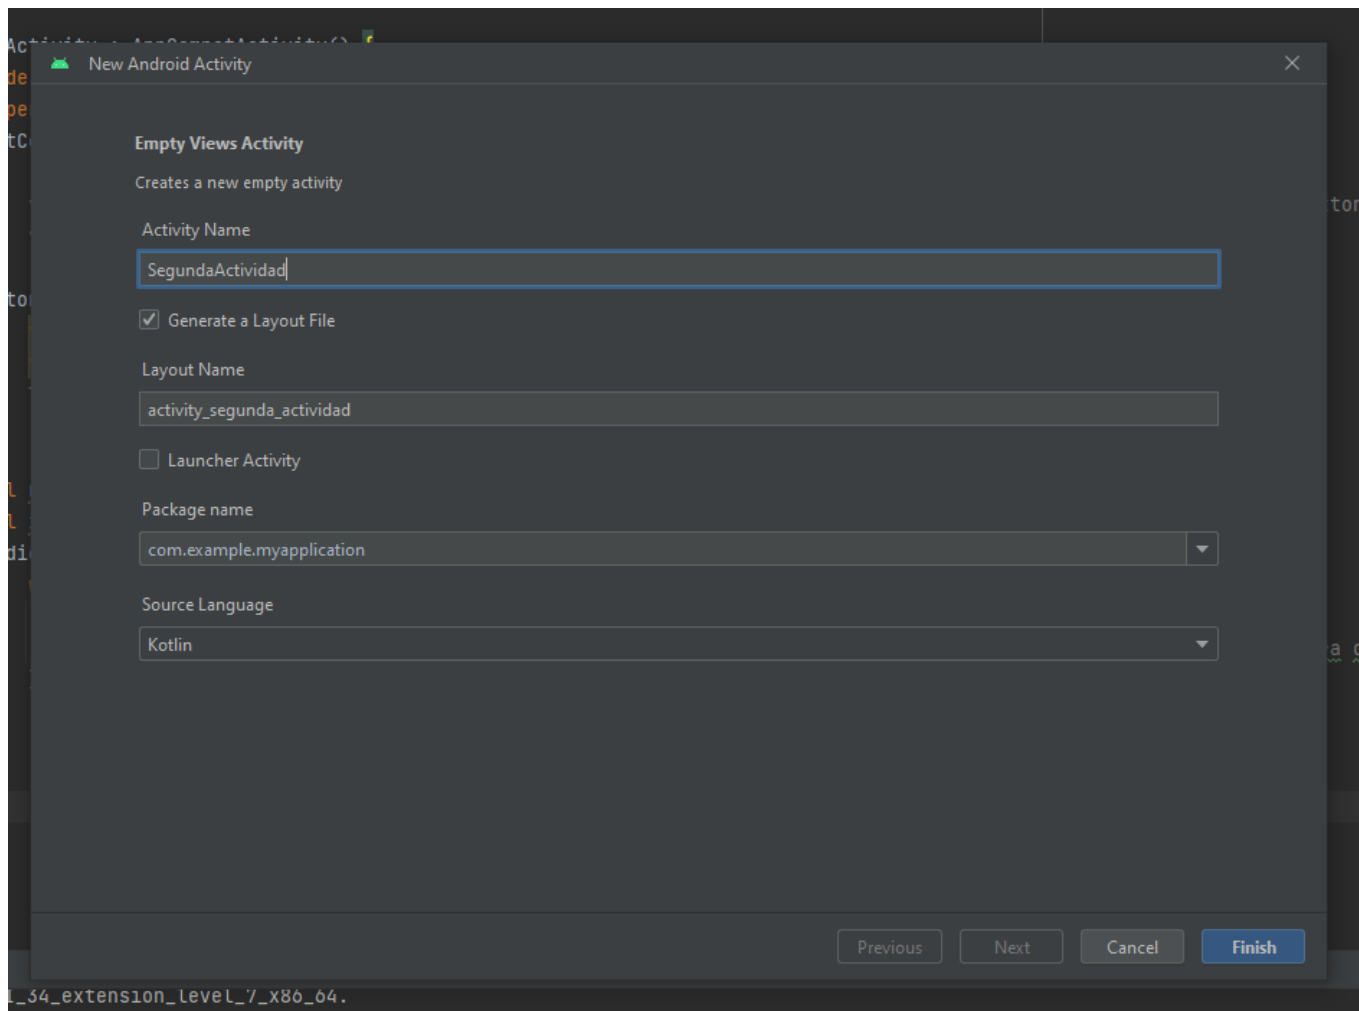 New Android Activity
Empty Views Activity
Creates a new empty activity
Activity Name
SegundaActividad
Generate a Layout File
Layout Name
activity_segunda_actividad
Launcher Activity
Package name
com.example.myapplication
Source Language
Kotlin
Previous Next Cancel Finish
_34_extension_level_7_x86_64.